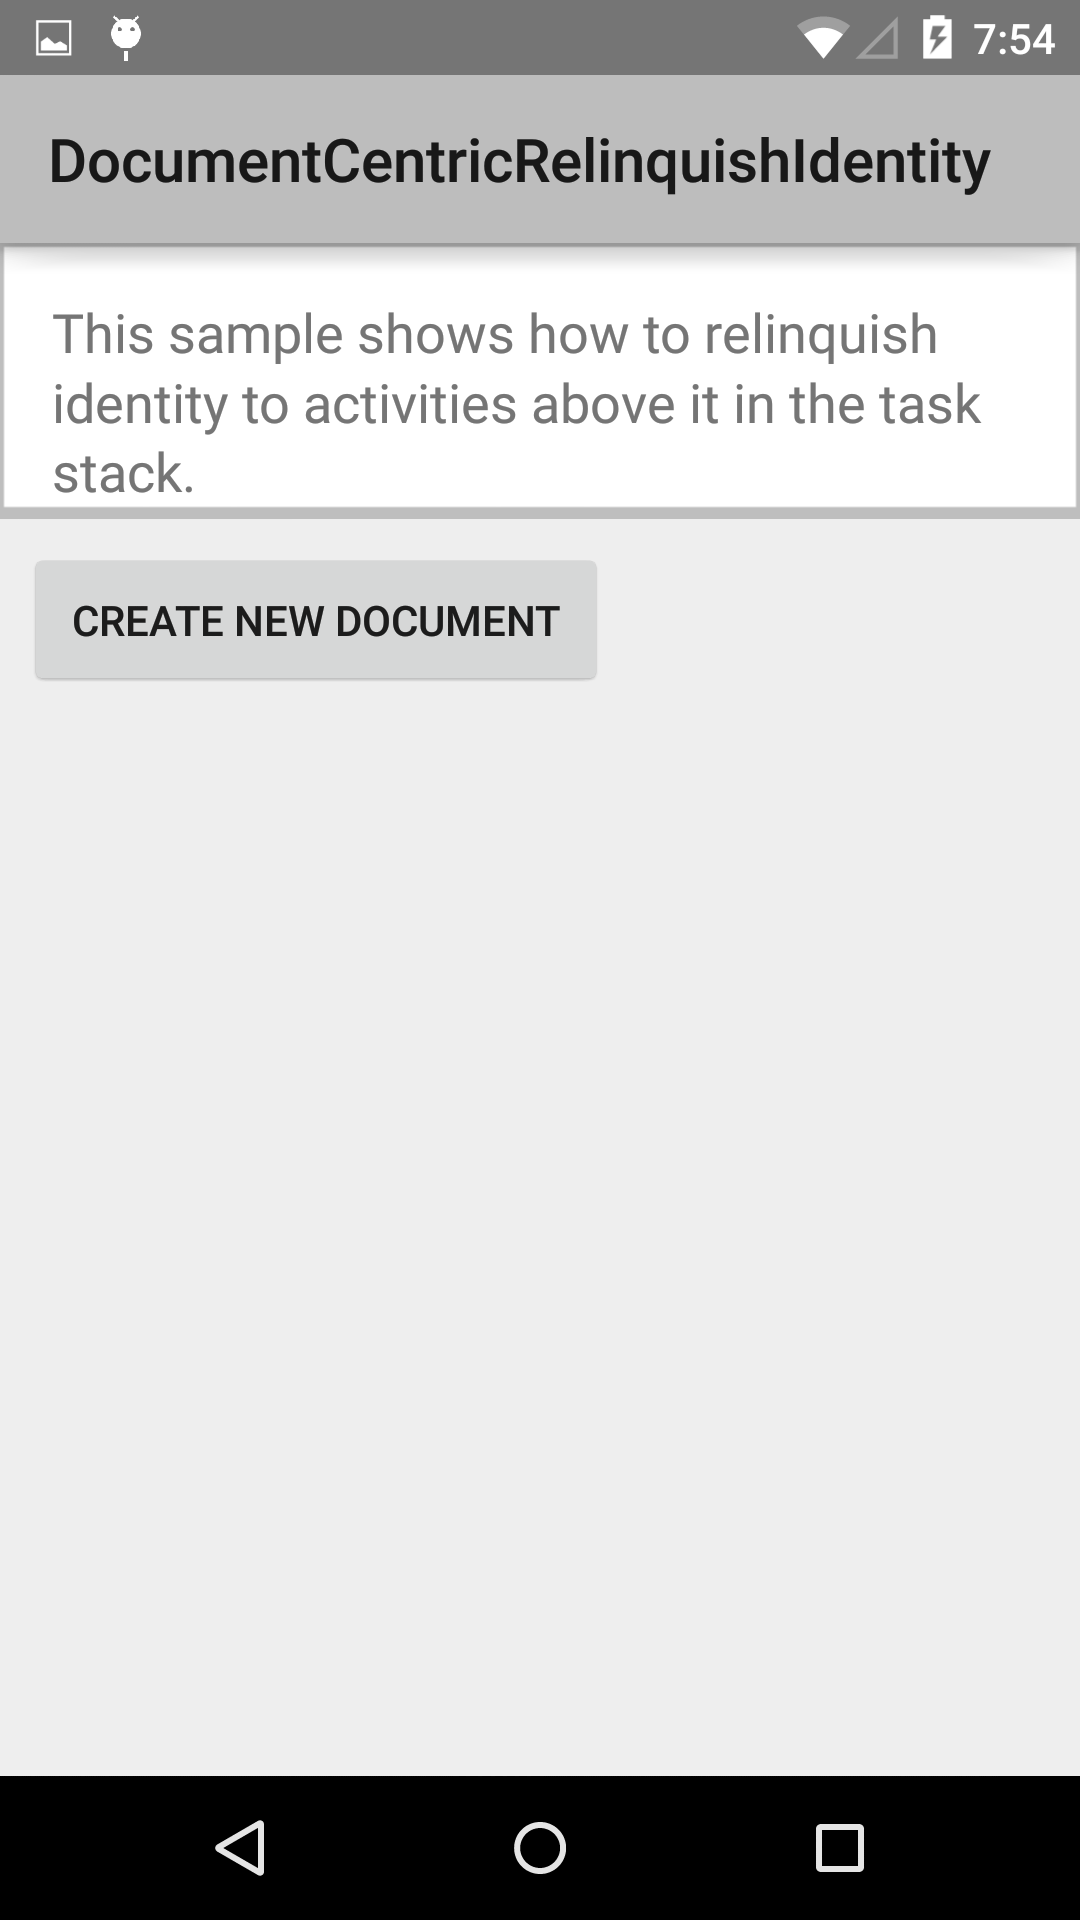 7:54
DocumentCentricRelinquishIdentity
This sample shows how to relinquish
identity to activities above it in the task
stack.
CREATE NEW DOCUMENT